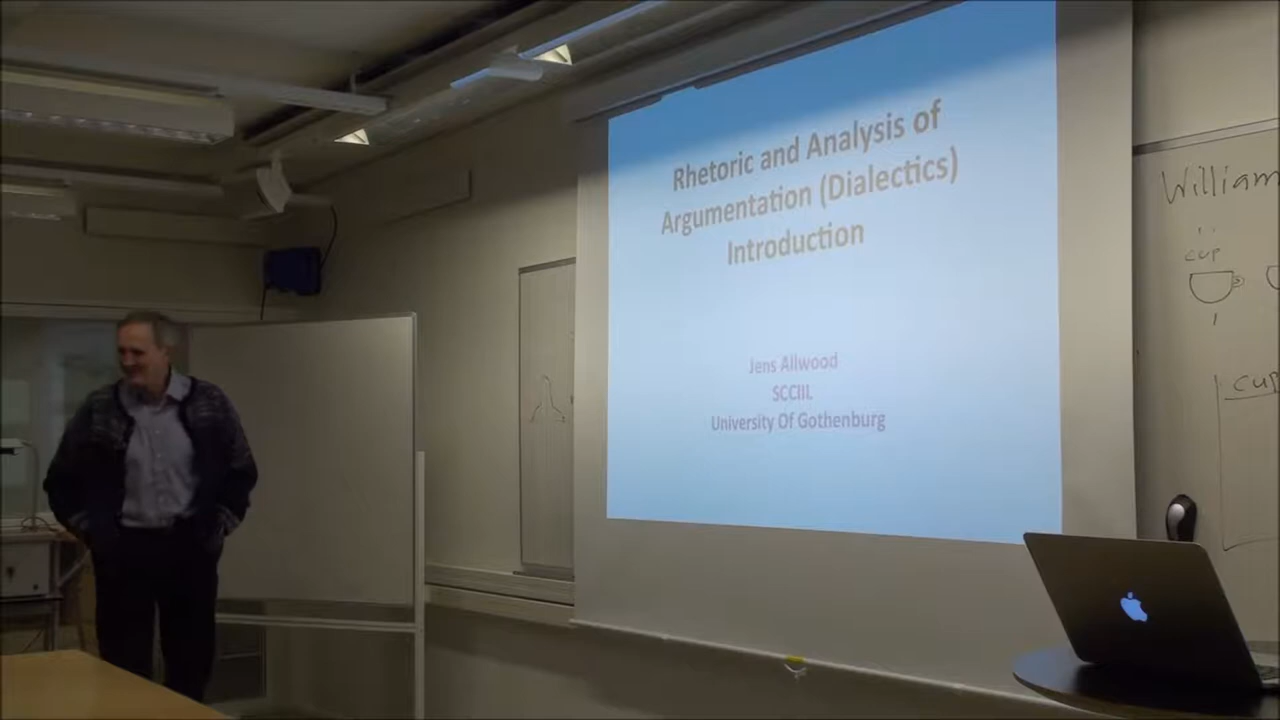 Rhetoric and Analysis of
Argumentation (Dialectics)
Introduction
Jens Allwood
SCCIIL
University Of Gothenburg
William
cup
cup